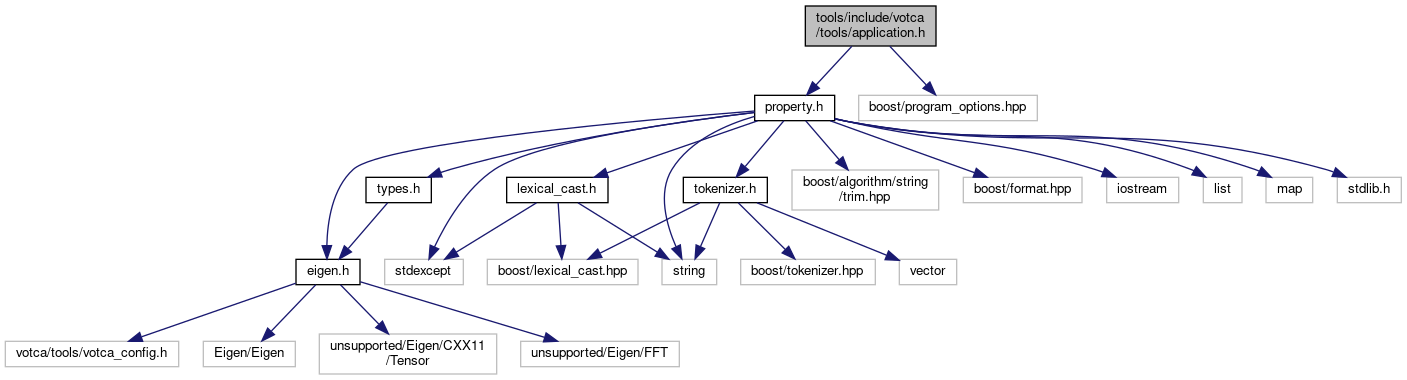 tools/include/votca
/tools/application.h
property.h
boost/program_options.hpp
types.h
lexical_cast.h
tokenizer.h
boost/algorithm/string
/trim.hpp
boost/format.hpp
iostream
list
map
stdlib.h
eigen.h
stdexcept
boost/lexical_cast.hpp
string
boost/tokenizer.hpp
vector
votca/tools/votca_config.h
Eigen/Eigen
unsupported/Eigen/CXX11
/Tensor
unsupported/Eigen/FFT